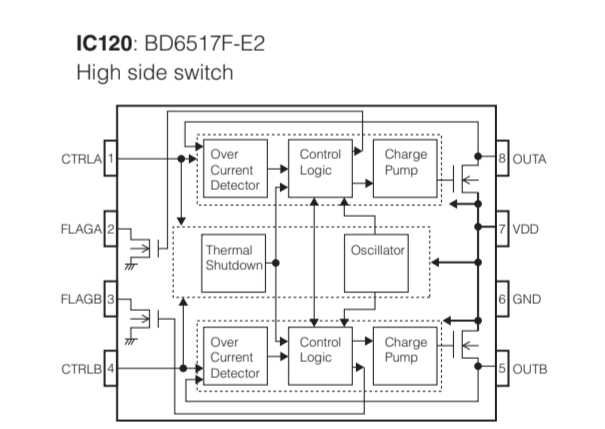 IC120: BD6517F-E2
High side switch
CTRLA 1
Over
Current
Detector
Control
Logic
Charge
Pump
8 OUTA
FLAGA 2
7 VDD
Thermal
Shutdown
Oscillator
FLAGB 3
6 GND
CTRLB 4
Over
Current
Detector
Control
Logic
Charge
Pump
5 OUTB